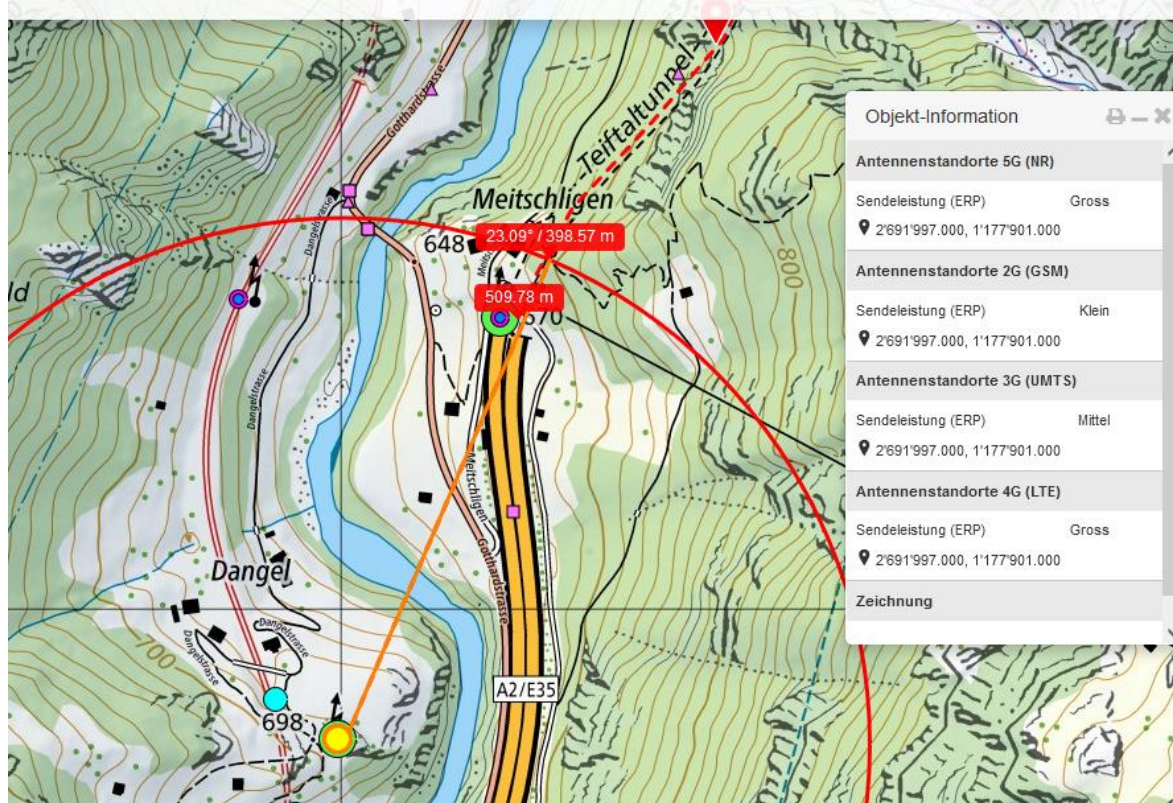 Teiftaltunnel
Gotthardstrasse
Meitschligen
Dangelstrasse
648
23.09° / 398.57 m
509.78 m
670
800
ld
Dangelstrasse
Meitschligen
Gotthardstrasse
Dangel
Dangelstrasse
Dangelstrasse
700
A2/E35
698
Objekt-Information
Antennenstandorte 5G (NR)
Sendeleistung (ERP) Gross
2'691'997.000, 1'177'901.000
Antennenstandorte 2G (GSM)
Sendeleistung (ERP) Klein
2'691'997.000, 1'177'901.000
Antennenstandorte 3G (UMTS)
Sendeleistung (ERP) Mittel
2'691'997.000, 1'177'901.000
Antennenstandorte 4G (LTE)
Sendeleistung (ERP) Gross
2'691'997.000, 1'177'901.000
Zeichnung